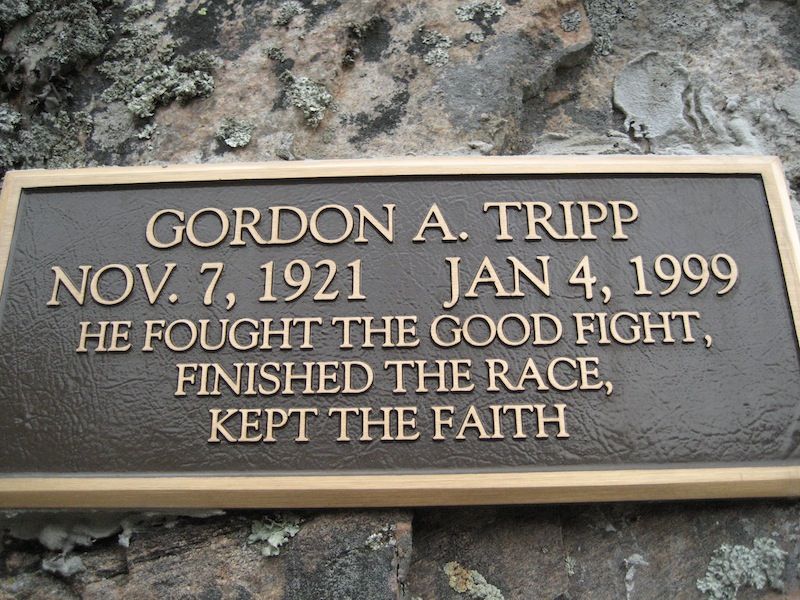 GORDON A. TRIPP
NOV. 7, 1921 JAN 4, 1999
HE FOUGHT THE GOOD FIGHT,
FINISHED THE RACE,
KEPT THE FAITH